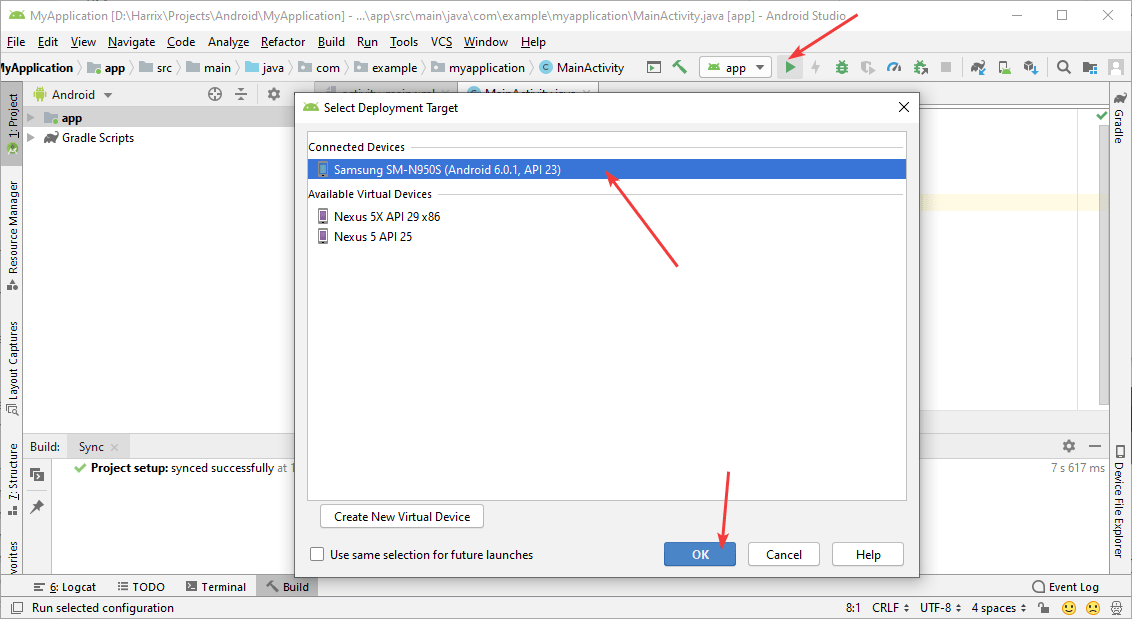 MyApplication [D:\Harrix\Projects\Android\MyApplication] - ...\app\src\main\java\com\example\myapplication\MainActivity.java [app] - Android Studio
File Edit View Navigate Code Analyze Refactor Build Run Tools VCS Window Help
MyApplication app src main java com example myapplication MainActivity app
1: Project
Resource Manager
Layout Captures
7: Structure
Android
app
Gradle Scripts
MainActivity.java
Select Deployment Target
Connected Devices
Samsung SM-N950S (Android 6.0.1, API 23)
Available Virtual Devices
Nexus 5X API 29 x86
Nexus 5 API 25
Create New Virtual Device
Use same selection for future launches
OK Cancel Help
Gradle
Device File Explorer
Build: Sync
Project setup: synced successfully at 1
7 s 617 ms
6: Logcat TODO Terminal Build Event Log
Run selected configuration 8:1 CRLF UTF-8 4 spaces